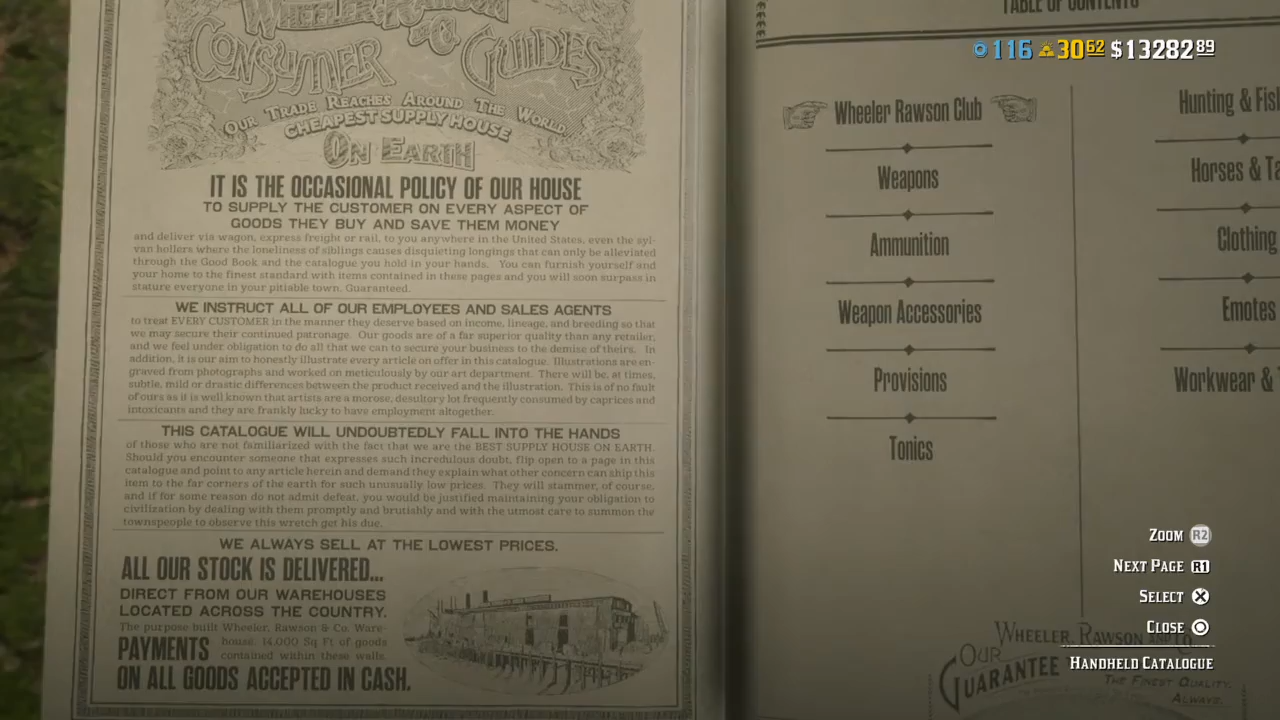 WHEELER, RAWSON
AND CO.
CONSUMER GUIDES
OUR TRADE REACHES AROUND THE WORLD
CHEAPEST SUPPLY HOUSE
ON EARTH
IT IS THE OCCASIONAL POLICY OF OUR HOUSE
TO SUPPLY THE CUSTOMER ON EVERY ASPECT OF
GOODS THEY BUY AND SAVE THEM MONEY
and deliver via wagon, express freight or rail, to you anywhere in the United States, even the syl-
van hollers where the loneliness of siblings causes disquieting longings that can only be alleviated
through the Good Book and the catalogue you hold in your hands. You can furnish yourself and
your home to the finest standard with items contained in these pages and you will soon surpass in
stature everyone in your pitiable town. Guaranteed.
WE INSTRUCT ALL OF OUR EMPLOYEES AND SALES AGENTS
to treat EVERY CUSTOMER in the manner they deserve based on income, lineage, and breeding so that
we may secure their continued patronage. Our goods are of a far superior quality than any retailer,
and we feel under obligation to do all that we can to secure your business to the demise of theirs. In
addition, it is our aim to honestly illustrate every article on offer in this catalogue. Illustrations are en-
graved from photographs and worked on meticulously by our art department. There will be, at times,
subtle, mild or drastic differences between the product received and the illustration. This is of no fault
of ours as it is well known that artists are a morose, desultory lot frequently consumed by caprices and
intoxicants and they are frankly lucky to have employment altogether.
THIS CATALOGUE WILL UNDOUBTEDLY FALL INTO THE HANDS
of those who are not familiarized with the fact that we are the BEST SUPPLY HOUSE ON EARTH.
Should you encounter someone that expresses such incredulous doubt, flip open to a page in this
catalogue and point to any article herein and demand they explain what other concern can ship this
item to the far corners of the earth for such unusually low prices. They will stammer, of course,
and if for some reason do not admit defeat, you would be justified maintaining your obligation to
civilization by dealing with them promptly and brutishly and with the utmost care to summon the
townspeople to observe this wretch get his due.
WE ALWAYS SELL AT THE LOWEST PRICES.
ALL OUR STOCK IS DELIVERED...
DIRECT FROM OUR WAREHOUSES
LOCATED ACROSS THE COUNTRY.
The purpose built Wheeler, Rawson & Co. Ware-
house. 14,000 Sq Ft of goods
contained within these walls.
PAYMENTS
ON ALL GOODS ACCEPTED IN CASH.
TABLE OF CONTENTS
116 30 62 $13282 89
Wheeler Rawson Club
Weapons
Ammunition
Weapon Accessories
Provisions
Tonics
Hunting & Fish
Horses & Ta
Clothing
Emotes
Workwear &
ZOOM R2
NEXT PAGE R1
SELECT
CLOSE
HANDHELD CATALOGUE
WHEELER, RAWSON AND CO.
OUR
GUARANTEE
THE FINEST QUALITY.
ALWAYS.